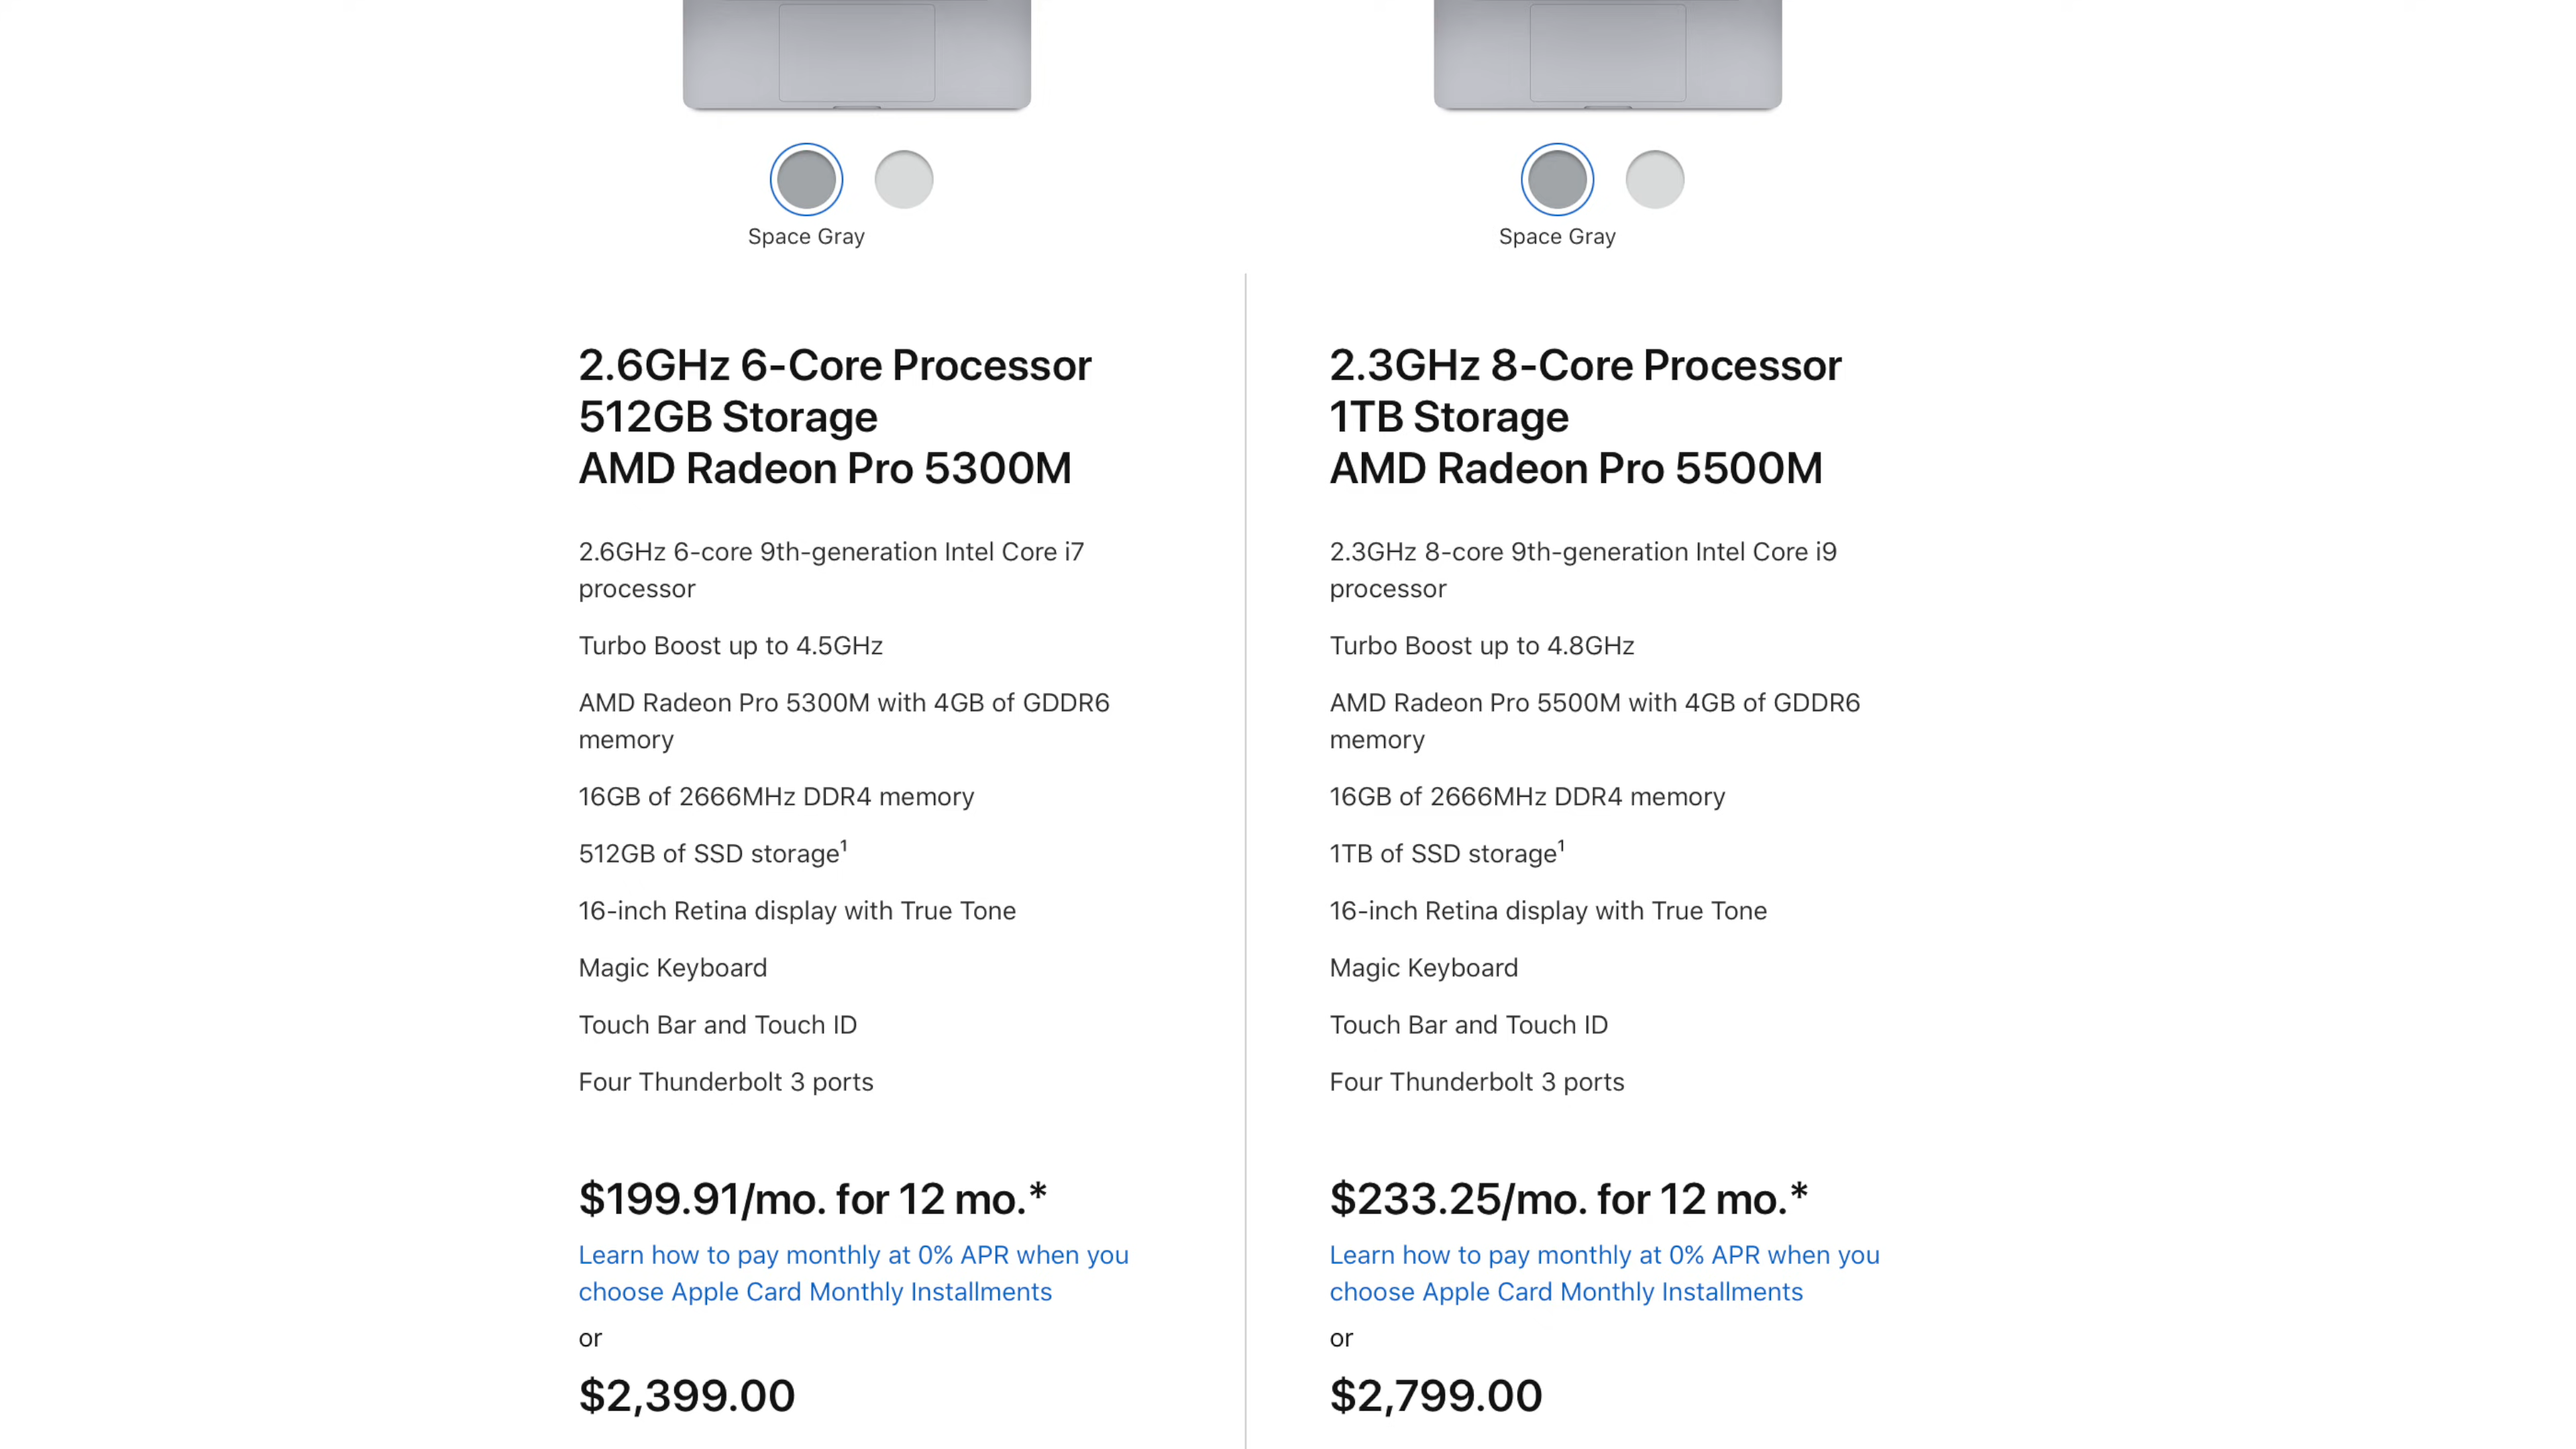 Space Gray
2.6GHz 6-Core Processor
512GB Storage
AMD Radeon Pro 5300M
2.6GHz 6-core 9th-generation Intel Core i7
processor
Turbo Boost up to 4.5GHz
AMD Radeon Pro 5300M with 4GB of GDDR6
memory
16GB of 2666MHz DDR4 memory
512GB of SSD storage¹
16-inch Retina display with True Tone
Magic Keyboard
Touch Bar and Touch ID
Four Thunderbolt 3 ports
$199.91/mo. for 12 mo.*
Learn how to pay monthly at 0% APR when you
choose Apple Card Monthly Installments
or
$2,399.00
Space Gray
2.3GHz 8-Core Processor
1TB Storage
AMD Radeon Pro 5500M
2.3GHz 8-core 9th-generation Intel Core i9
processor
Turbo Boost up to 4.8GHz
AMD Radeon Pro 5500M with 4GB of GDDR6
memory
16GB of 2666MHz DDR4 memory
1TB of SSD storage¹
16-inch Retina display with True Tone
Magic Keyboard
Touch Bar and Touch ID
Four Thunderbolt 3 ports
$233.25/mo. for 12 mo.*
Learn how to pay monthly at 0% APR when you
choose Apple Card Monthly Installments
or
$2,799.00